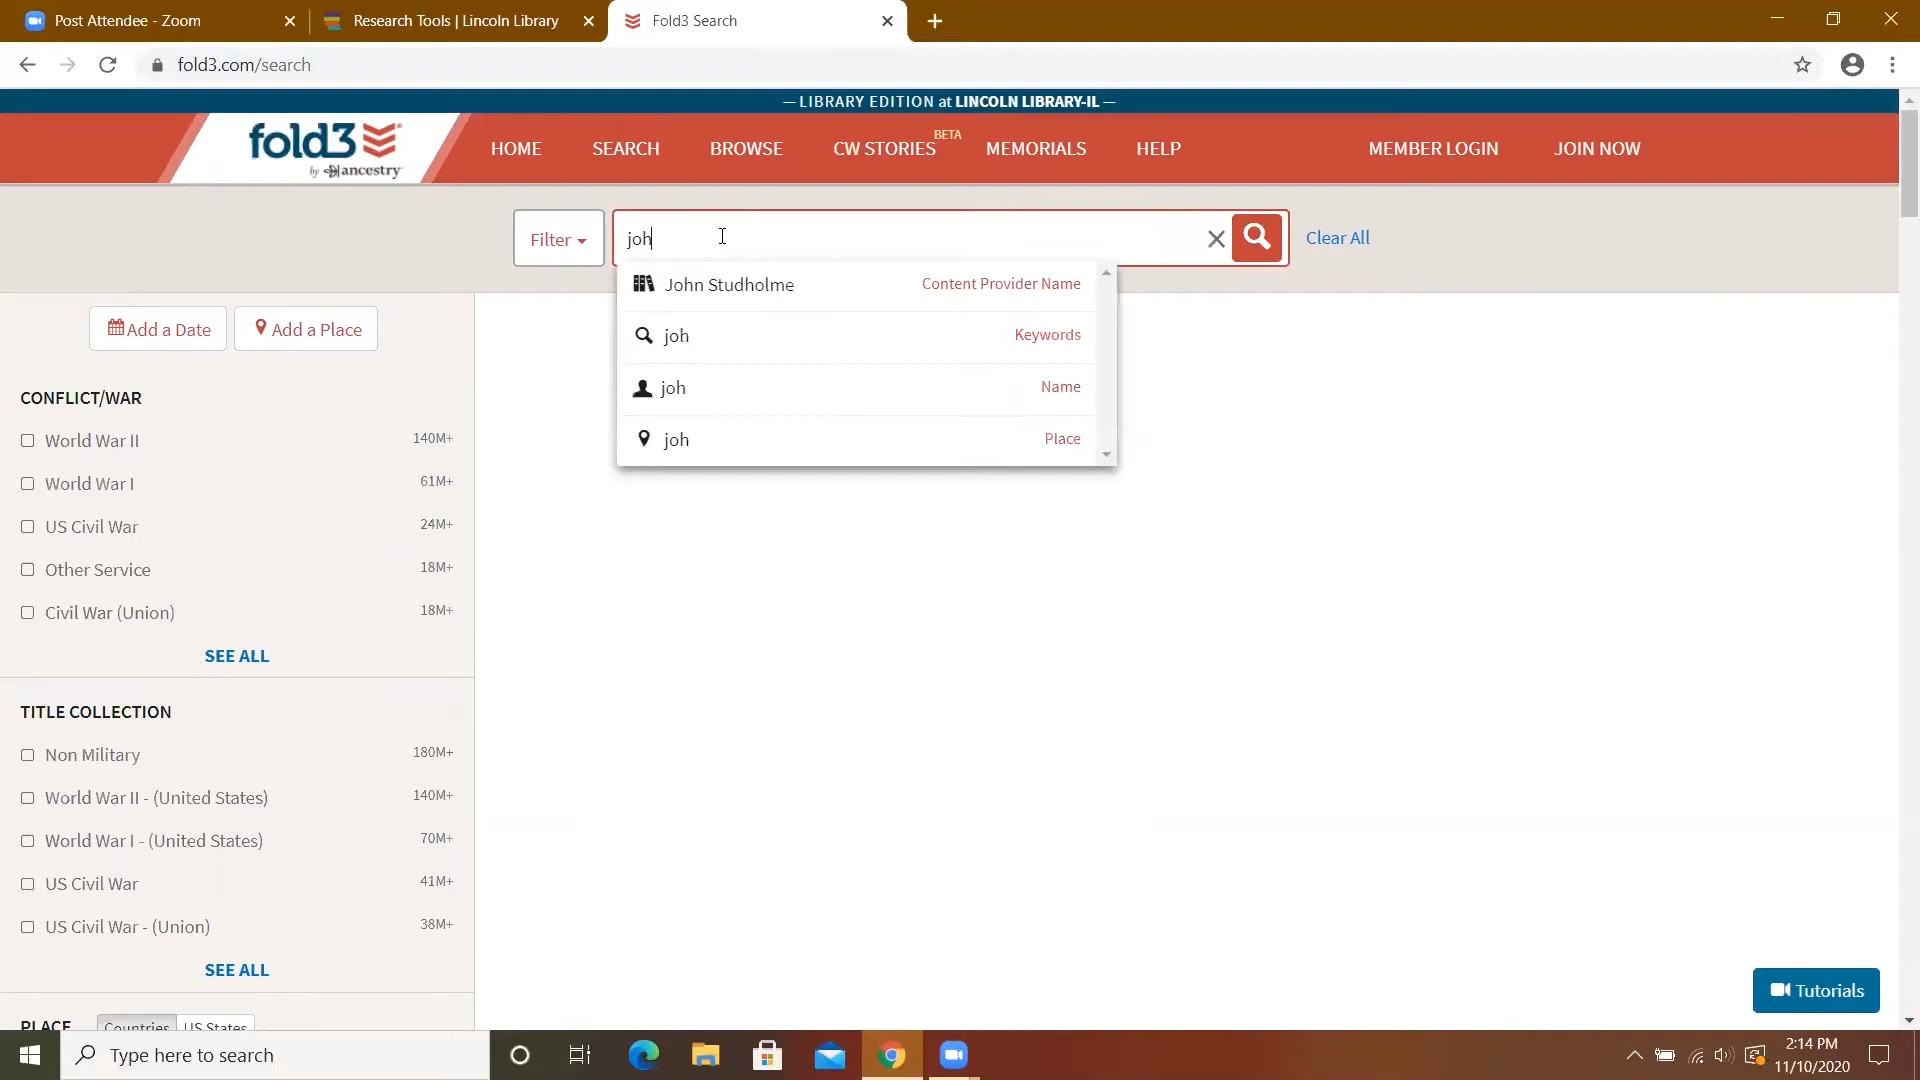 Post Attendee - Zoom
Research Tools | Lincoln Library
Fold3 Search
fold3.com/search
— LIBRARY EDITION at LINCOLN LIBRARY-IL —
fold3
by ancestry
HOME
SEARCH
BROWSE
CW STORIES
BETA
MEMORIALS
HELP
MEMBER LOGIN
JOIN NOW
Filter
joh
Clear All
John Studholme Content Provider Name
joh Keywords
joh Name
joh Place
Add a Date
Add a Place
CONFLICT/WAR
World War II 140M+
World War I 61M+
US Civil War 24M+
Other Service 18M+
Civil War (Union) 18M+
SEE ALL
TITLE COLLECTION
Non Military 180M+
World War II - (United States) 140M+
World War I - (United States) 70M+
US Civil War 41M+
US Civil War - (Union) 38M+
SEE ALL
PLACE Countries US States
Tutorials
Type here to search
2:14 PM
11/10/2020